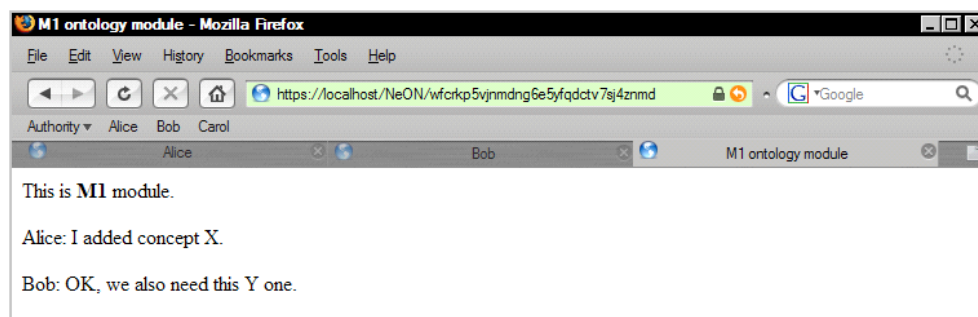 M1 ontology module - Mozilla Firefox
File Edit View History Bookmarks Tools Help
https://localhost/NeON/wfcrkp5vjnmdng6e5yfqdctv7sj4znmd G Google
Authority Alice Bob Carol
Alice Bob M1 ontology module
This is M1 module.
Alice: I added concept X.
Bob: OK, we also need this Y one.